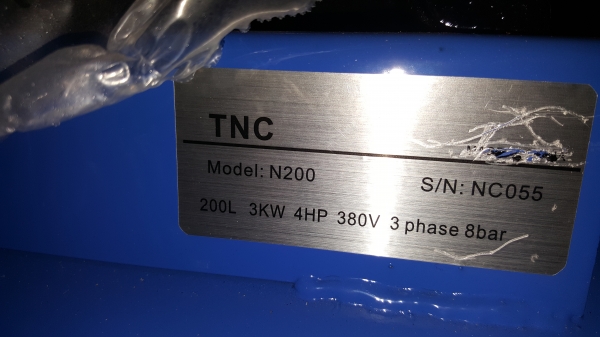 TNC
Model: N200
S/N: NC055
200L 3KW 4HP 380V 3 phase 8bar